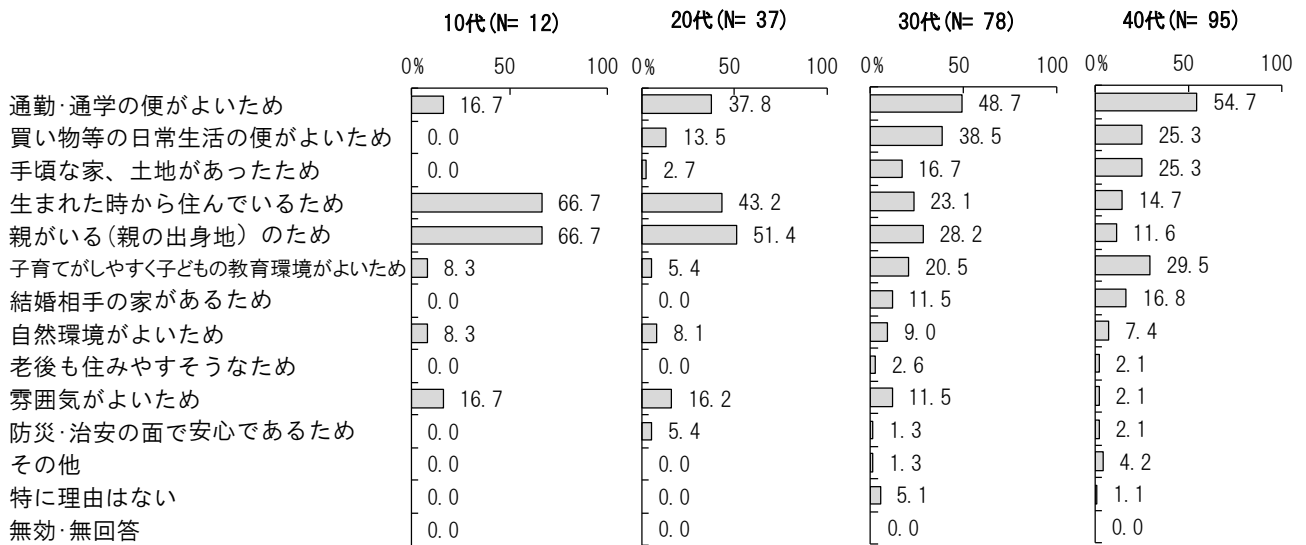 10代(N= 12) 20代(N= 37) 30代(N= 78) 40代(N= 95)
0% 50 100 0% 50 100 0% 50 100 0% 50 100
通勤・通学の便がよいため 16.7 37.8 48.7 54.7
買い物等の日常生活の便がよいため 0.0 13.5 38.5 25.3
手頃な家、土地があったため 0.0 2.7 16.7 25.3
生まれた時から住んでいるため 66.7 43.2 23.1 14.7
親がいる(親の出身地)のため 66.7 51.4 28.2 11.6
子育てがしやすく子どもの教育環境がよいため 8.3 5.4 20.5 29.5
結婚相手の家があるため 0.0 0.0 11.5 16.8
自然環境がよいため 8.3 8.1 9.0 7.4
老後も住みやすそうなため 0.0 0.0 2.6 2.1
雰囲気がよいため 16.7 16.2 11.5 2.1
防災・治安の面で安心であるため 0.0 5.4 1.3 2.1
その他 0.0 0.0 1.3 4.2
特に理由はない 0.0 0.0 5.1 1.1
無効・無回答 0.0 0.0 0.0 0.0